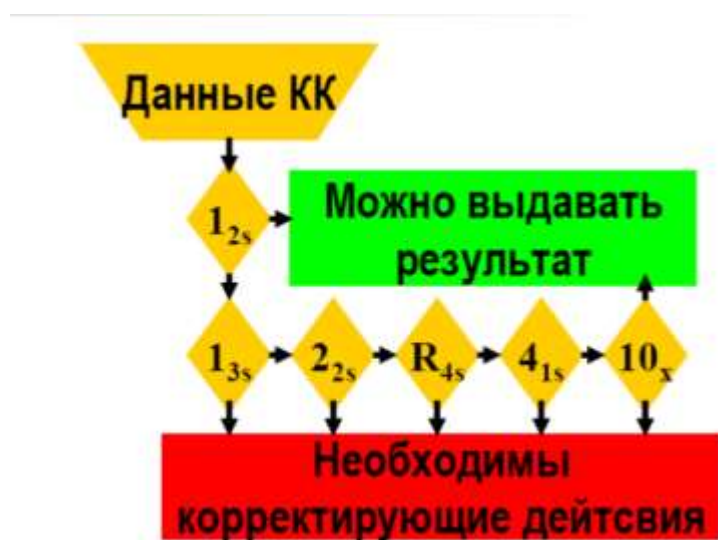 Данные КК
1₂ₛ
Можно выдавать
результат
1₃ₛ 2₂ₛ R₄ₛ 4₁ₛ 10ₓ
Необходимы
корректирующие дейтсвия